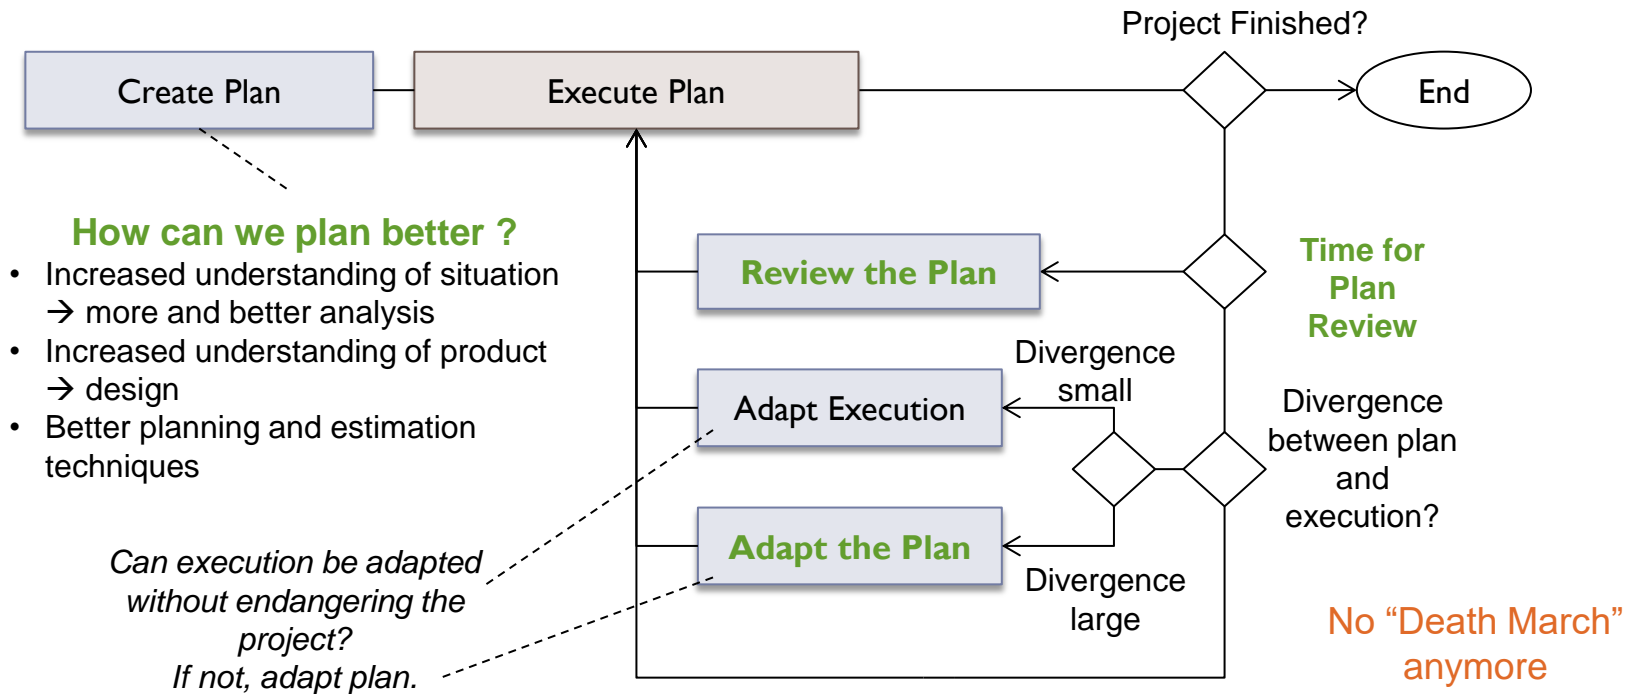 Project Finished?
Create Plan
Execute Plan
End
How can we plan better ?
• Increased understanding of situation
→ more and better analysis
• Increased understanding of product
→ design
• Better planning and estimation
techniques
Review the Plan
Time for
Plan
Review
Divergence
small
Adapt Execution
Divergence
between plan
and
execution?
Adapt the Plan
Divergence
large
Can execution be adapted
without endangering the
project?
If not, adapt plan.
No “Death March”
anymore